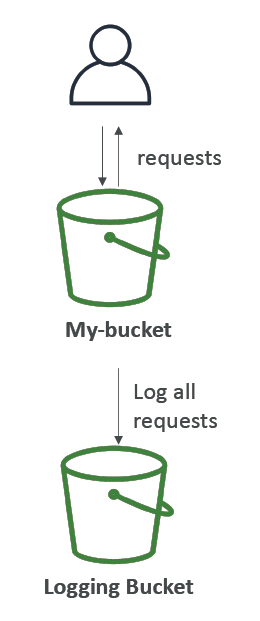 requests
My-bucket
Log all
requests
Logging Bucket